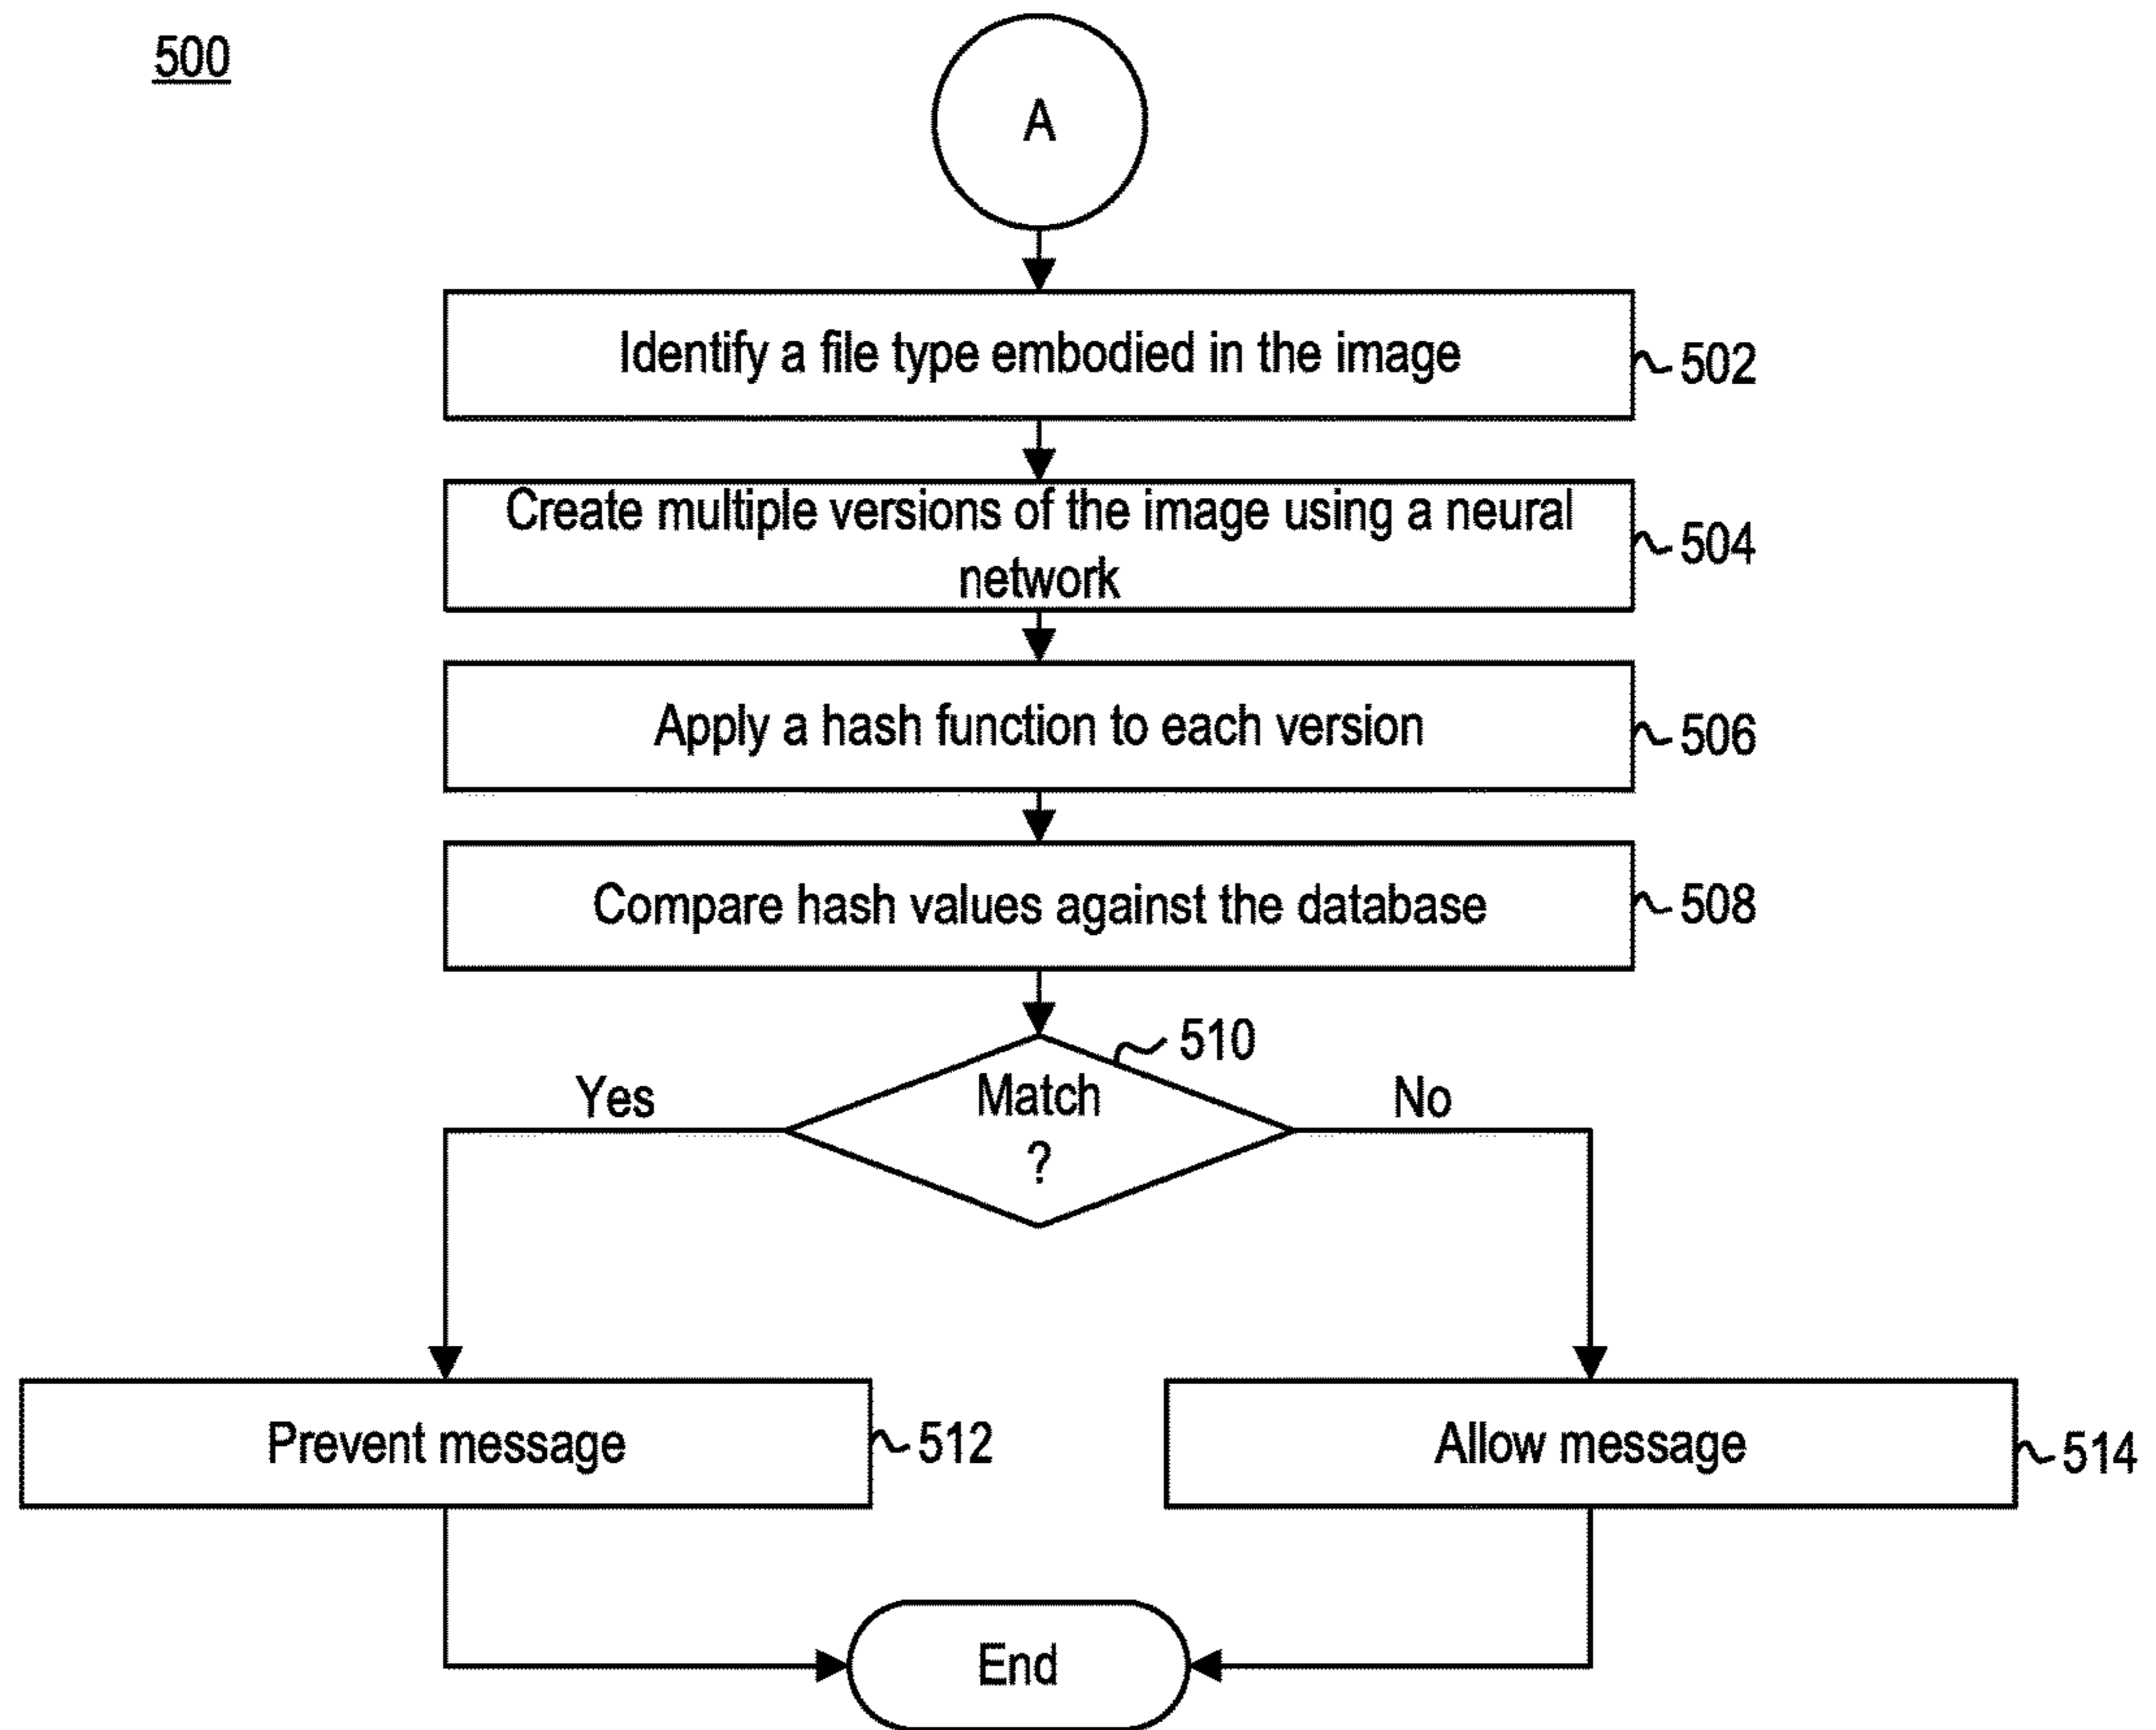 500
A
Identify a file type embodied in the image
502
Create multiple versions of the image using a neural
network
504
Apply a hash function to each version
506
Compare hash values against the database
508
510
Match
?
Yes
No
Prevent message
512
Allow message
514
End